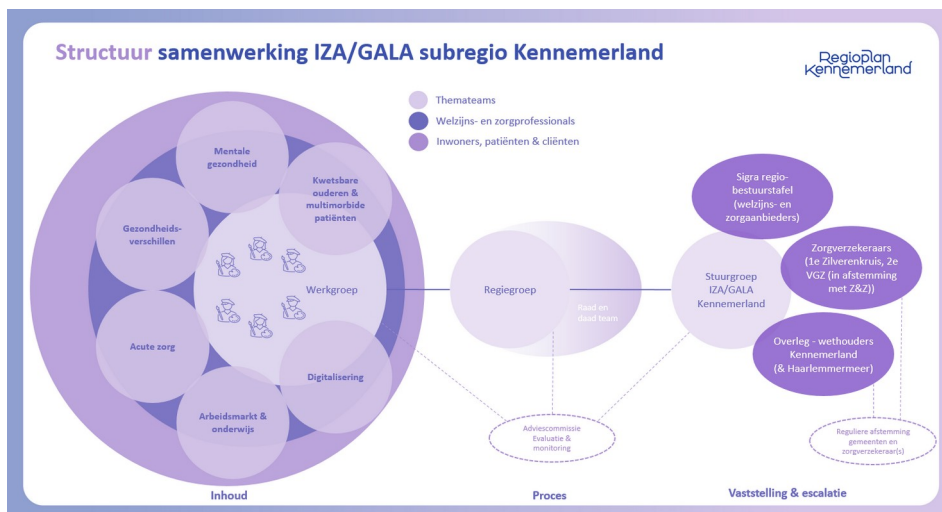 Structuur samenwerking IZA/GALA subregio Kennemerland
Regioplan
Kennemerland
Themateams
Welzijns- en zorgprofessionals
Inwoners, patiënten & cliënten
Mentale
gezondheid
Kwetsbare
ouderen &
multimorbide
patiënten
Gezondheids-
verschillen
Werkgroep
Acute zorg
Digitalisering
Arbeidsmarkt &
onderwijs
Regiegroep
Raad en
daad team
Stuurgroep
IZA/GALA
Kennemerland
Sigra regio-
bestuurstafel
(welzijns- en
zorgaanbieders)
Zorgverzekeraars
(1e Zilverenkruis, 2e
VGZ (in afstemming
met Z&Z))
Overleg - wethouders
Kennemerland
(& Haarlemmermeer)
Adviescommissie
Evaluatie &
monitoring
Reguliere afstemming
gemeenten en
zorgverzekeraar(s)
Inhoud
Proces
Vaststelling & escalatie